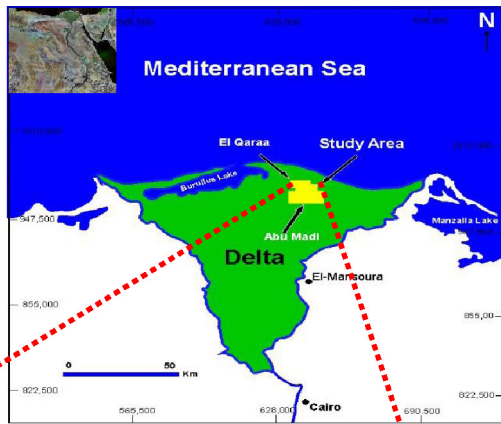 N
Mediterranean Sea
El Qaraa
Study Area
Burullus Lake
947,500
Manzalla Lake
Abu Madi
Delta
El-Mansoura
855,000
855,00
0
50
Km
822,500
822,500
Cairo
565,500
628,000
690,500